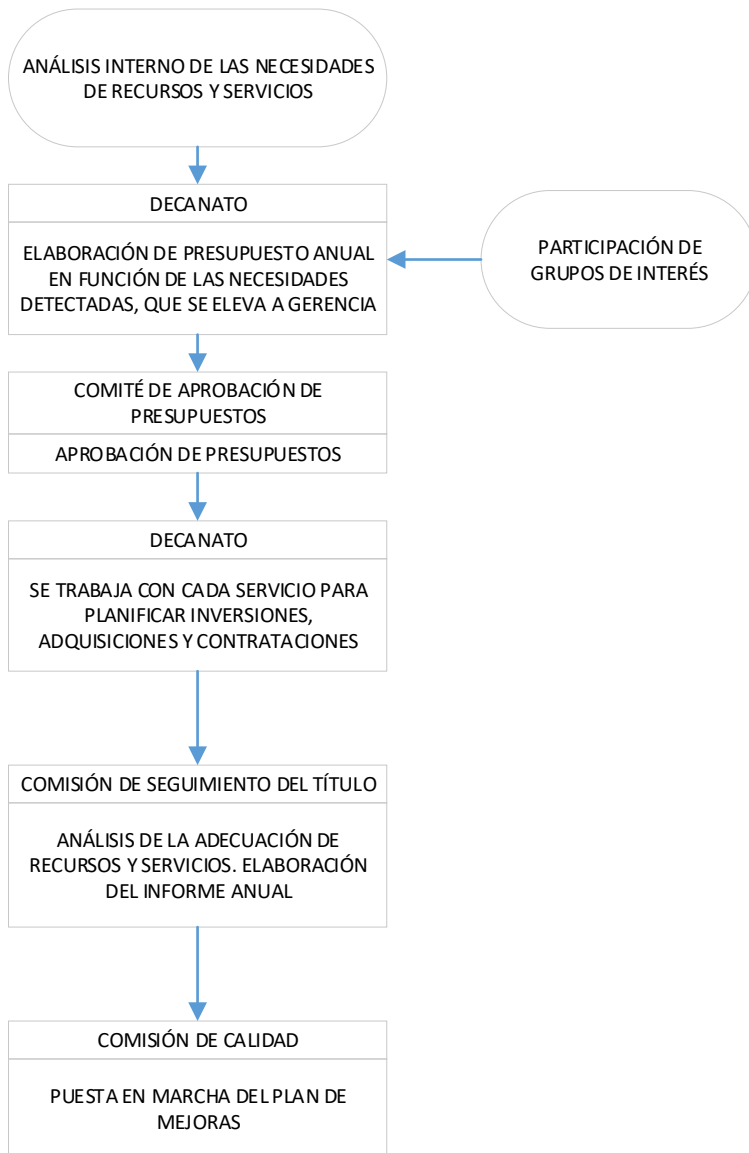 ANÁLISIS INTERNO DE LAS NECESIDADES
DE RECURSOS Y SERVICIOS
DECANATO
ELABORACIÓN DE PRESUPUESTO ANUAL
EN FUNCIÓN DE LAS NECESIDADES
DETECTADAS, QUE SE ELEVA A GERENCIA
PARTICIPACIÓN DE
GRUPOS DE INTERÉS
COMITÉ DE APROBACIÓN DE
PRESUPUESTOS
APROBACIÓN DE PRESUPUESTOS
DECANATO
SE TRABAJA CON CADA SERVICIO PARA
PLANIFICAR INVERSIONES,
ADQUISICIONES Y CONTRATACIONES
COMISIÓN DE SEGUIMIENTO DEL TÍTULO
ANÁLISIS DE LA ADECUACIÓN DE
RECURSOS Y SERVICIOS. ELABORACIÓN
DEL INFORME ANUAL
COMISIÓN DE CALIDAD
PUESTA EN MARCHA DEL PLAN DE
MEJORAS